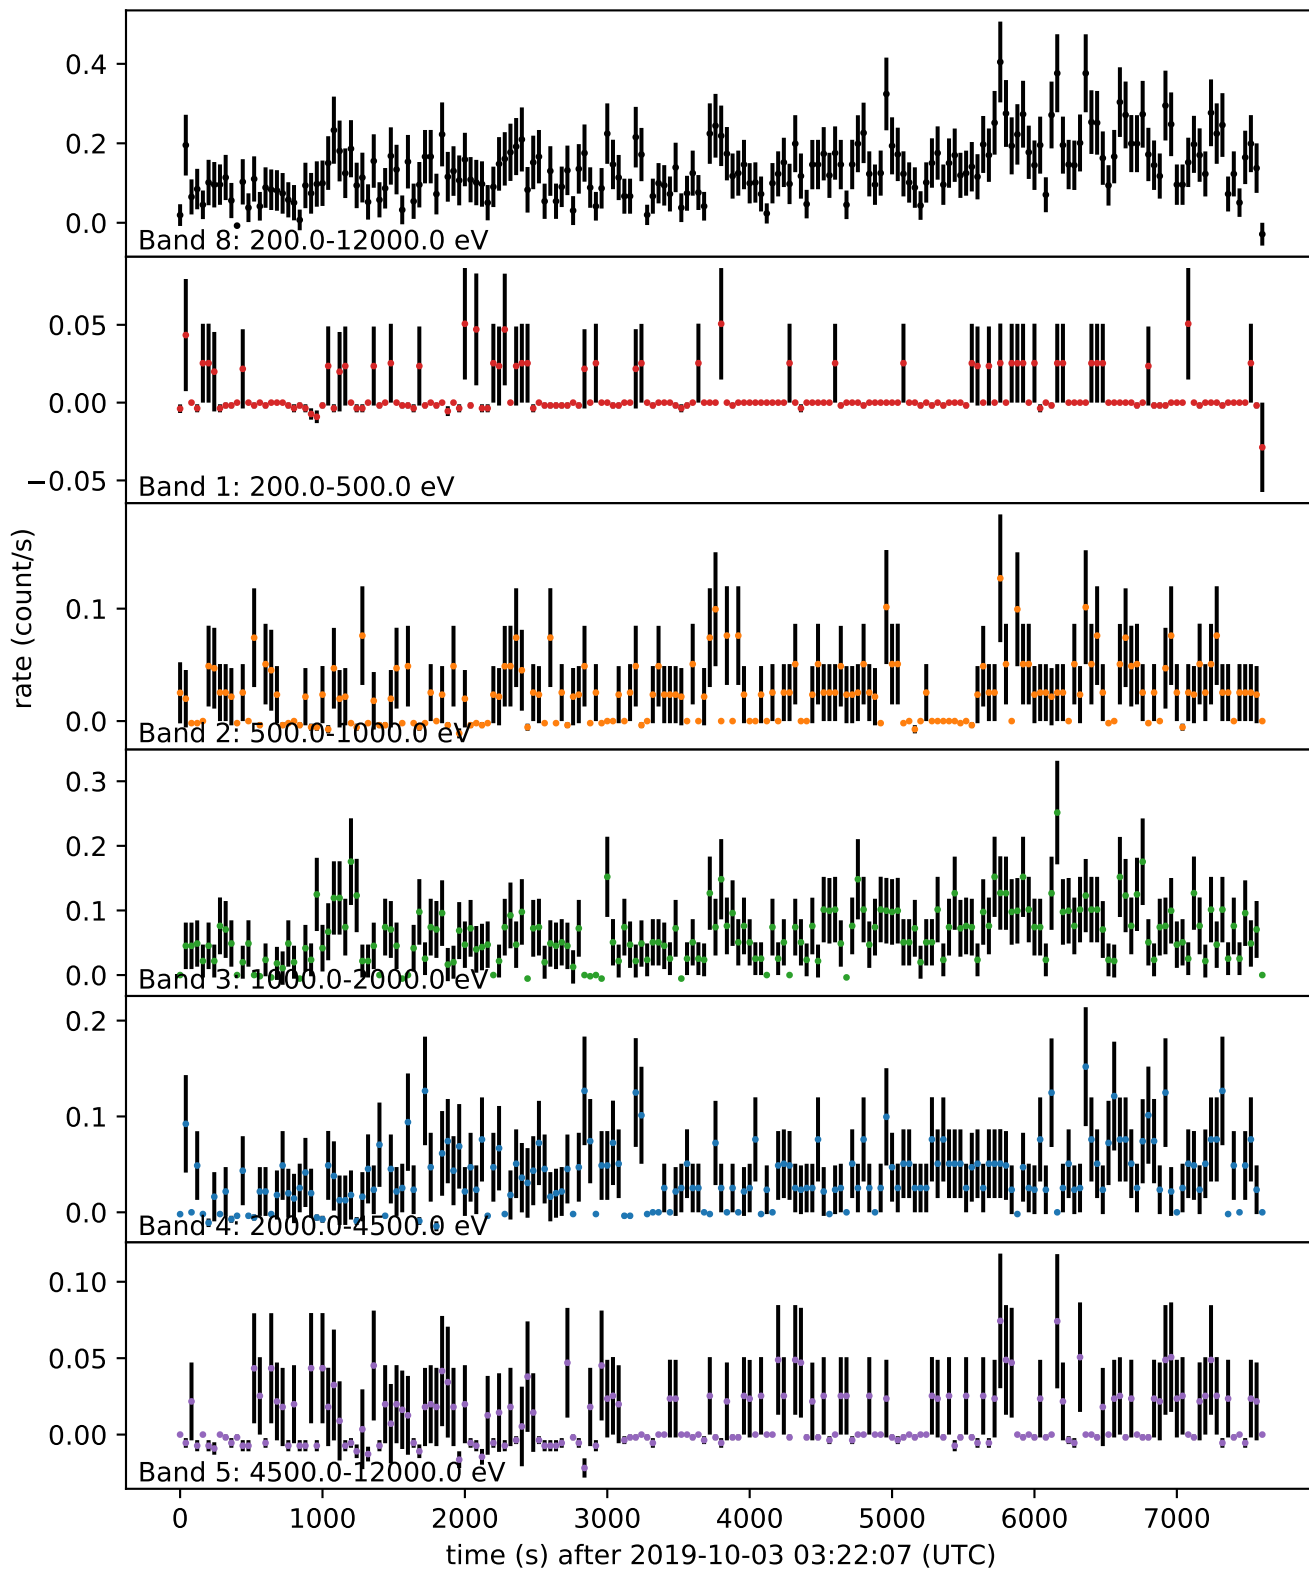 0.4
0.2
0.0
Band 8: 200.0-12000.0 eV
0.05
0.00
−0.05
Band 1: 200.0-500.0 eV
rate (count/s)
0.1
0.0
Band 2: 500.0-1000.0 eV
0.3
0.2
0.1
0.0
Band 3: 1000.0-2000.0 eV
0.2
0.1
0.0
Band 4: 2000.0-4500.0 eV
0.10
0.05
0.00
Band 5: 4500.0-12000.0 eV
0 1000 2000 3000 4000 5000 6000 7000
time (s) after 2019-10-03 03:22:07 (UTC)